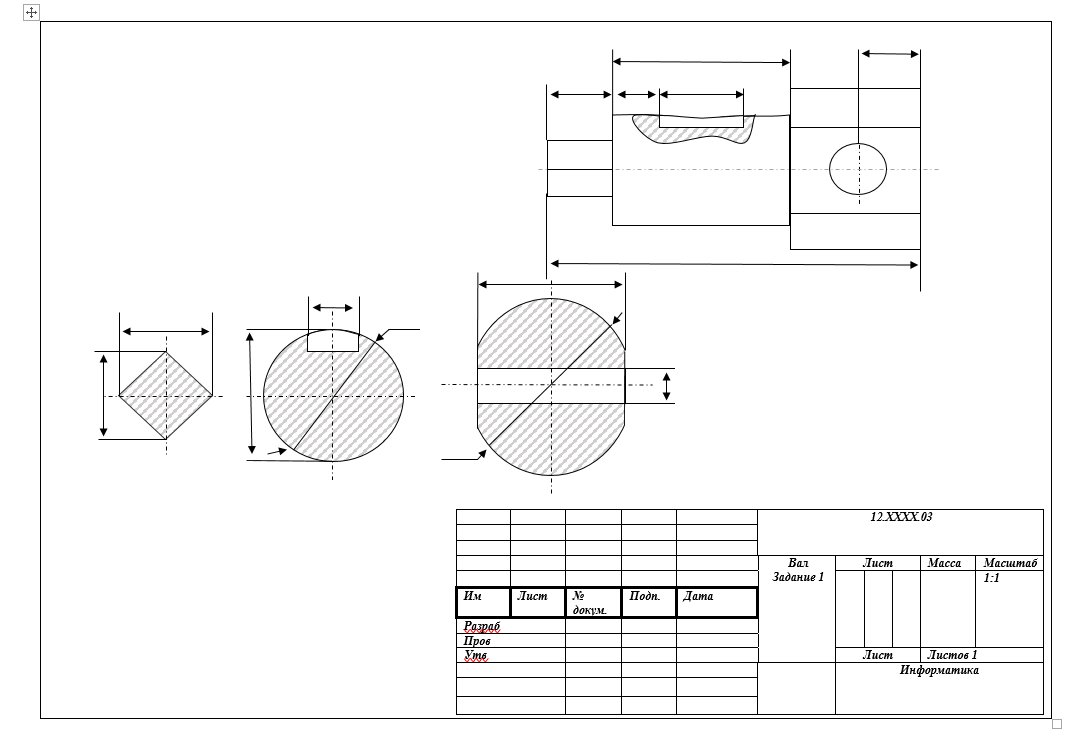 12.XXXX.03
Вал
Задание 1
Лист
Масса
Масштаб
1:1
Им
Лист
№
докум.
Подп.
Дата
Разраб
Пров
Утв
Лист
Листов 1
Информатика